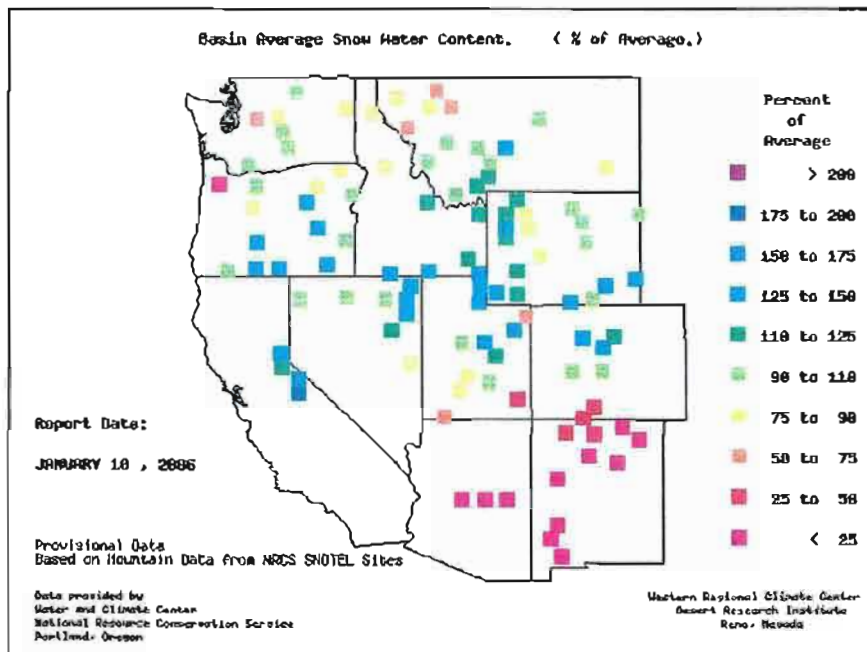 Basin Average Snow Water Content. ( % of Average.)
Percent
of
Average
> 200
175 to 200
150 to 175
125 to 150
110 to 125
90 to 110
75 to 90
50 to 75
25 to 50
< 25
Report Date:
JANUARY 10 , 2006
Provisional Data
Based on Mountain Data from NRCS SNOTEL Sites
Data provided by
Water and Climate Center
National Resource Conservation Service
Portland, Oregon
Western Regional Climate Center
Desert Research Institute
Reno, Nevada